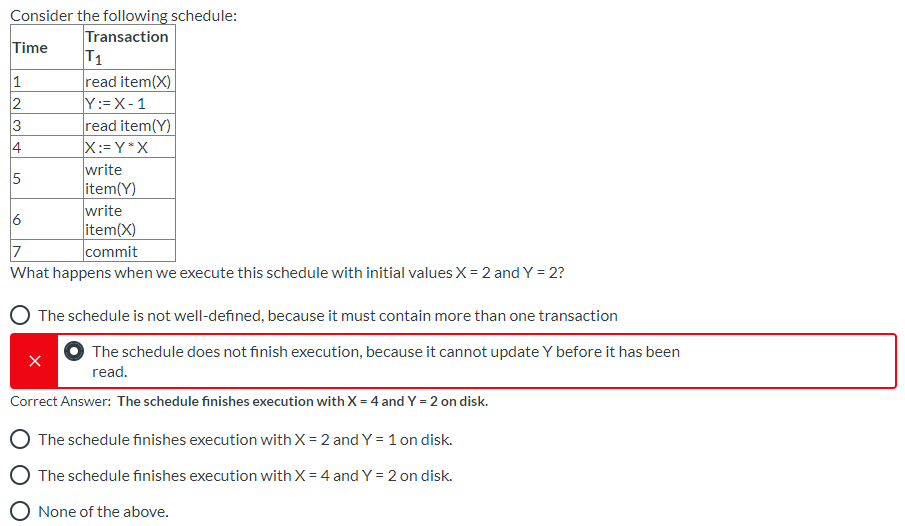 Consider the following schedule:
Time
Transaction
T1
1 read item(X)
2 Y:= X - 1
3 read item(Y)
4 X:= Y * X
5 write
item(Y)
6 write
item(X)
7 commit
What happens when we execute this schedule with initial values X = 2 and Y = 2?
The schedule is not well-defined, because it must contain more than one transaction
The schedule does not finish execution, because it cannot update Y before it has been
read.
Correct Answer: The schedule finishes execution with X = 4 and Y = 2 on disk.
The schedule finishes execution with X = 2 and Y = 1 on disk.
The schedule finishes execution with X = 4 and Y = 2 on disk.
None of the above.